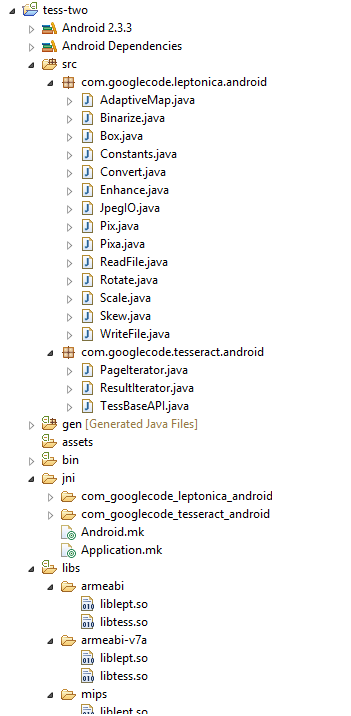 tess-two
Android 2.3.3
Android Dependencies
src
com.googlecode.leptonica.android
AdaptiveMap.java
Binarize.java
Box.java
Constants.java
Convert.java
Enhance.java
JpegIO.java
Pix.java
Pixa.java
ReadFile.java
Rotate.java
Scale.java
Skew.java
WriteFile.java
com.googlecode.tesseract.android
PageIterator.java
ResultIterator.java
TessBaseAPI.java
gen [Generated Java Files]
assets
bin
jni
com_googlecode_leptonica_android
com_googlecode_tesseract_android
Android.mk
Application.mk
libs
armeabi
liblept.so
libtess.so
armeabi-v7a
liblept.so
libtess.so
mips
liblept.so